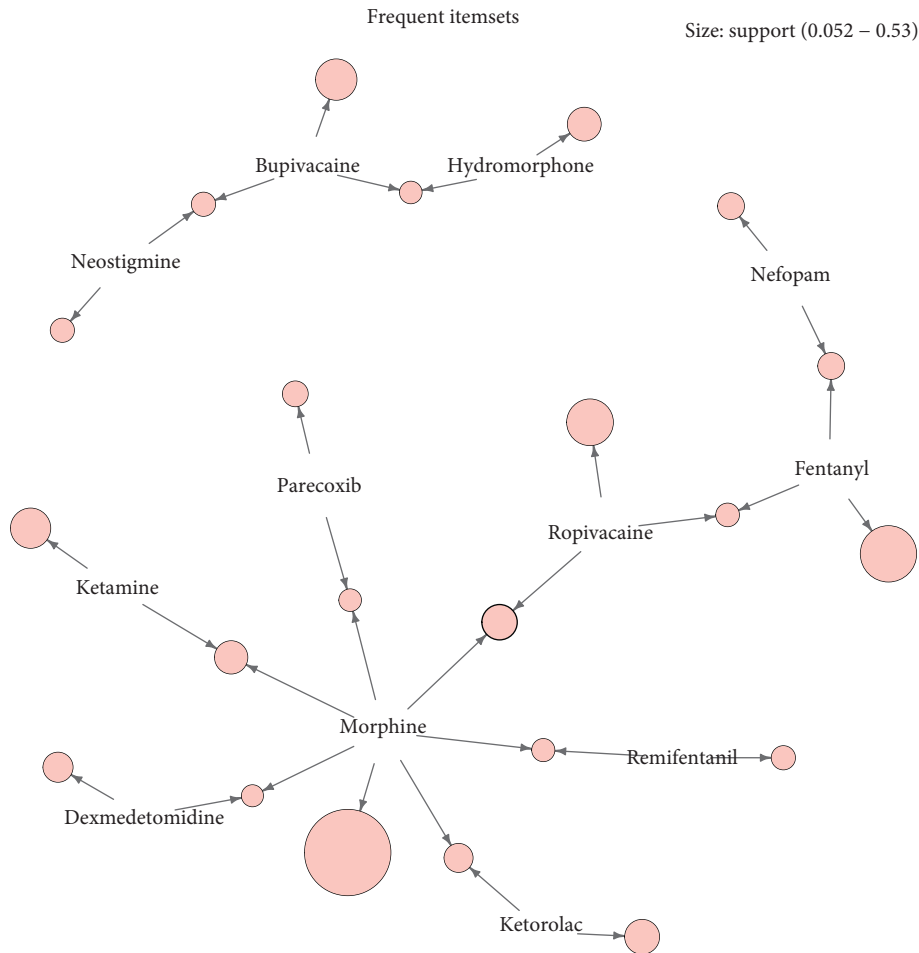 Frequent itemsets
Size: support (0.052 − 0.53)
Bupivacaine
Hydromorphone
Neostigmine
Nefopam
Parecoxib
Fentanyl
Ropivacaine
Ketamine
Morphine
Remifentanil
Dexmedetomidine
Ketorolac